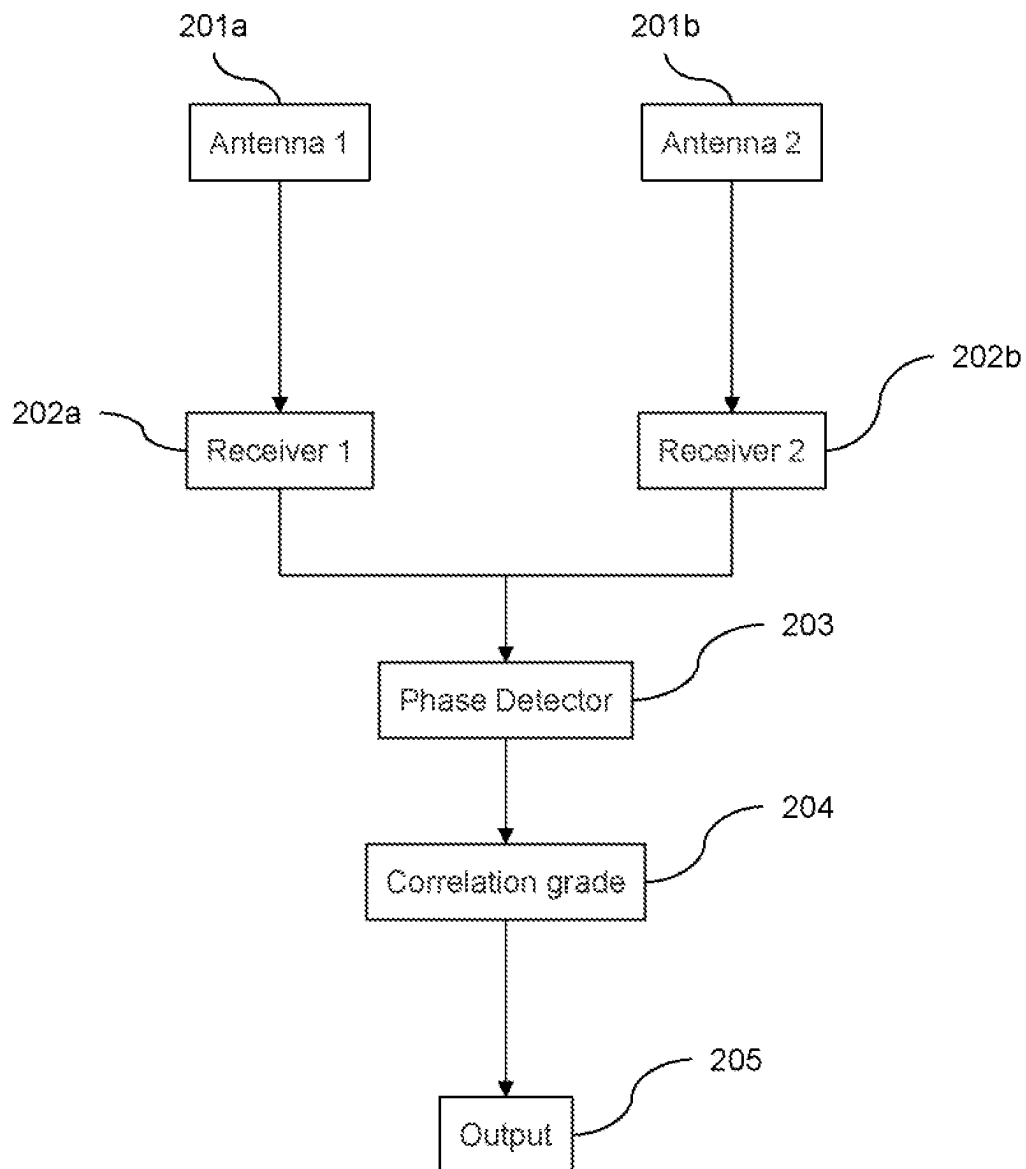 201a
201b
Antenna 1
Antenna 2
202b
202a
Receiver 1
Receiver 2
203
Phase Detector
204
Correlation grade
205
Output